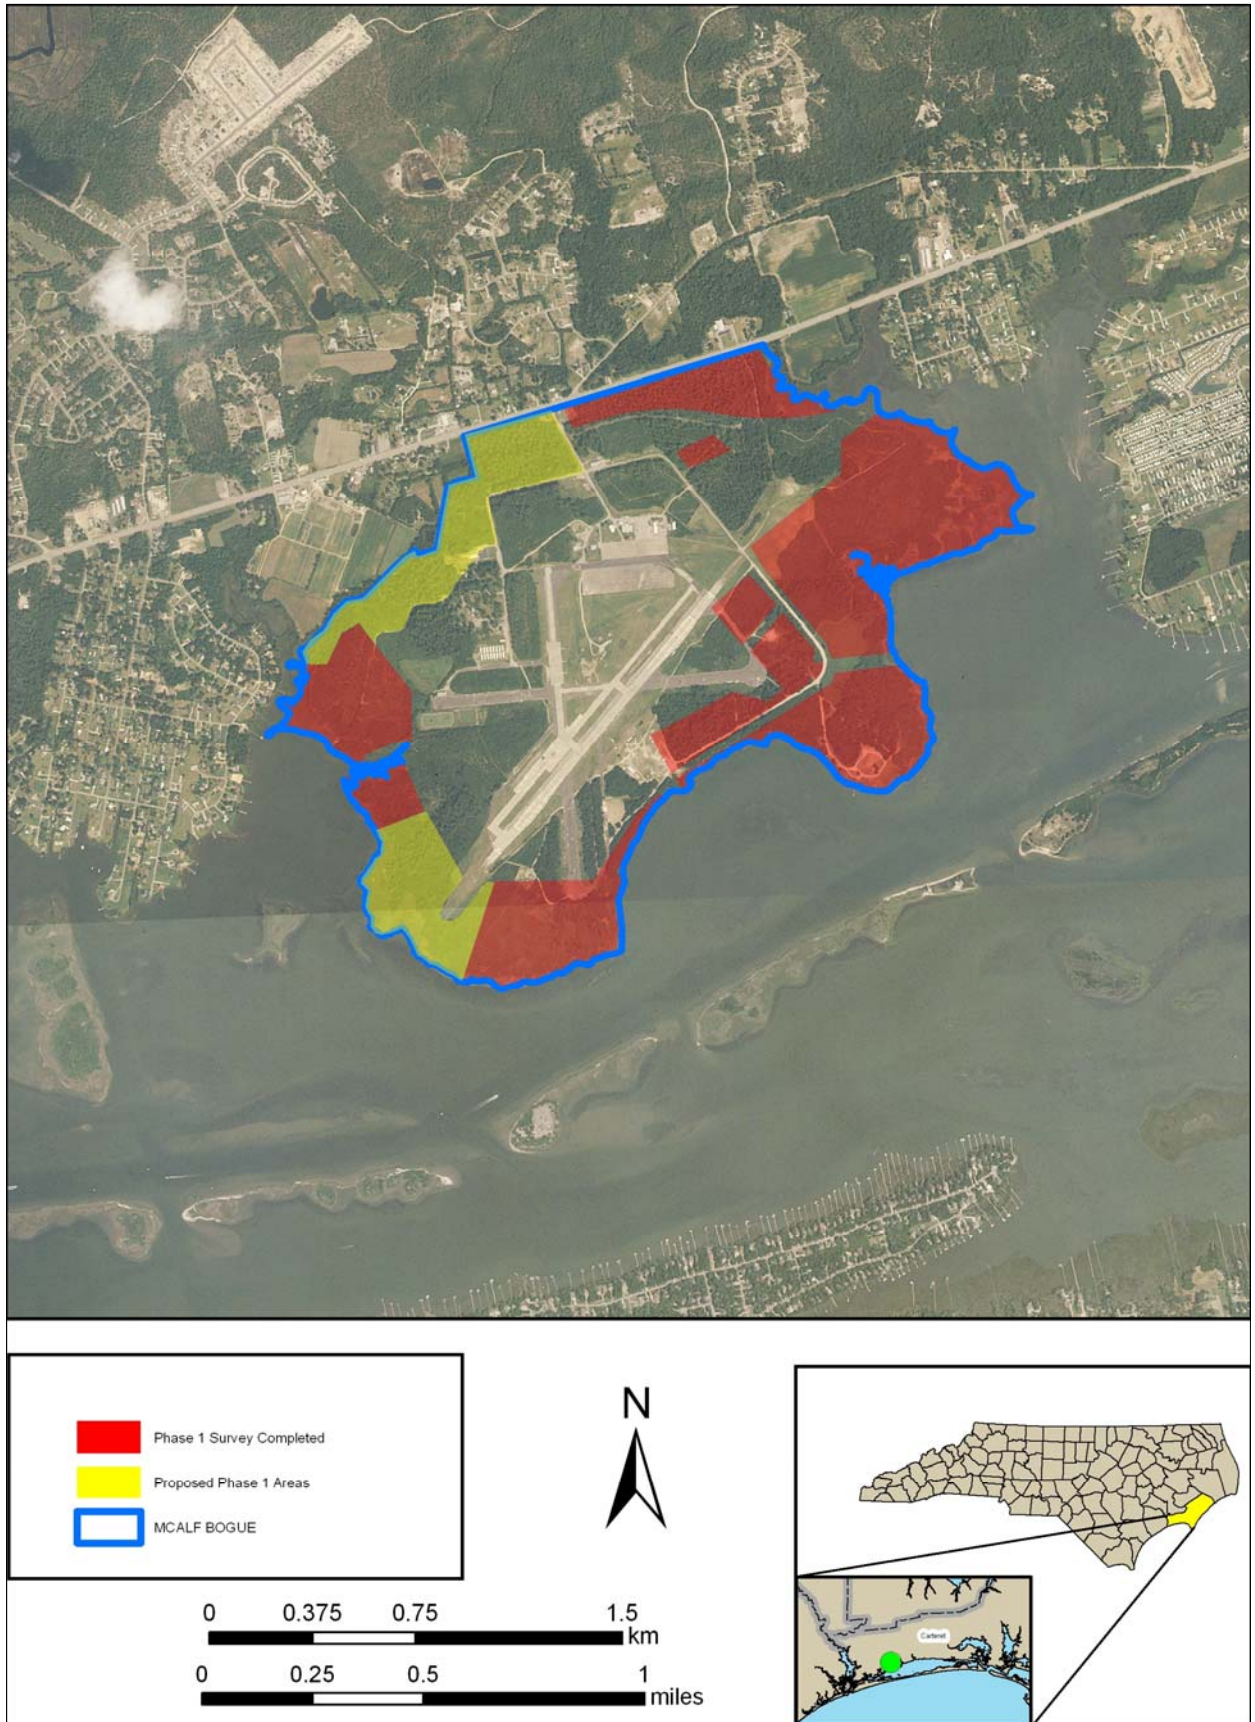 Phase 1 Survey Completed
Proposed Phase 1 Areas
MCALF BOGUE
N
0 0.375 0.75 1.5
km
0 0.25 0.5 1
miles
Carteret